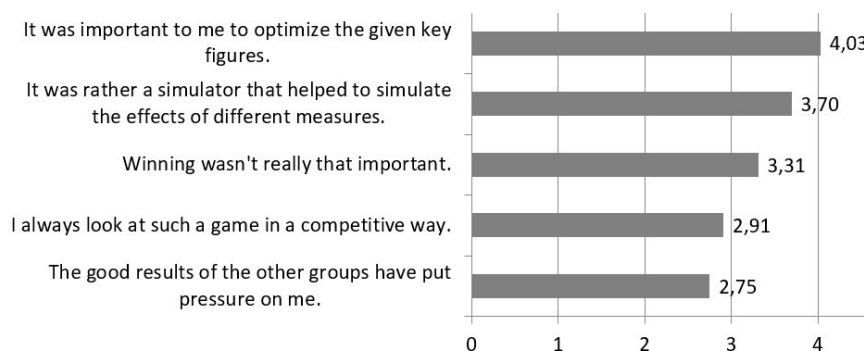 It was important to me to optimize the given key
figures.
4,03
It was rather a simulator that helped to simulate
the effects of different measures.
3,70
Winning wasn't really that important.
3,31
I always look at such a game in a competitive way.
2,91
The good results of the other groups have put
pressure on me.
2,75
0 1 2 3 4